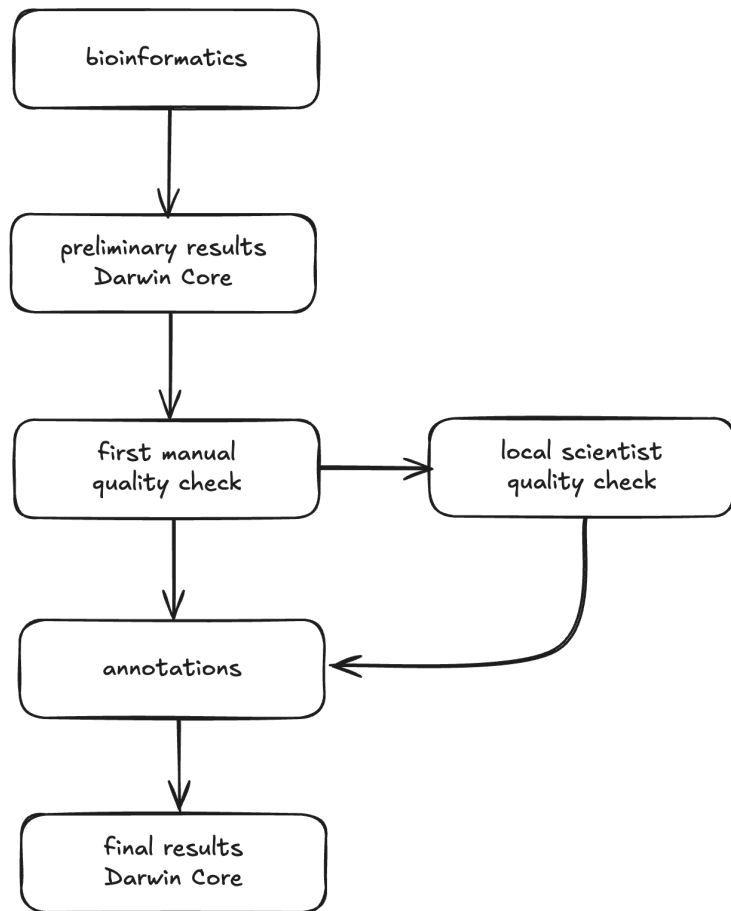 bioinformatics
preliminary results
Darwin Core
first manual
quality check
local scientist
quality check
annotations
final results
Darwin Core